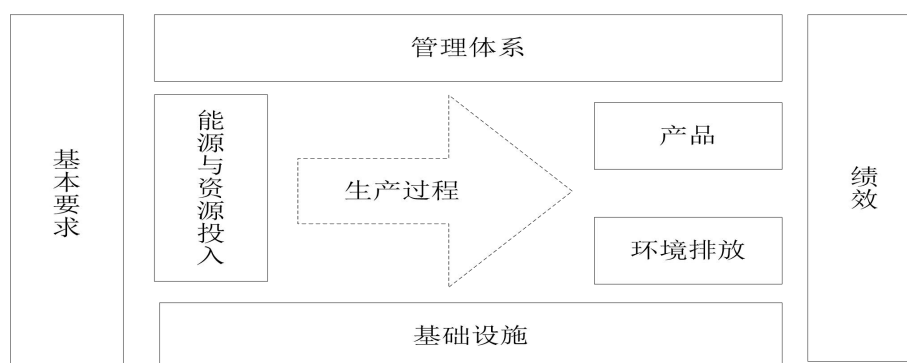 基本要求
管理体系
能源与资源投入
生产过程
产品
环境排放
基础设施
绩效